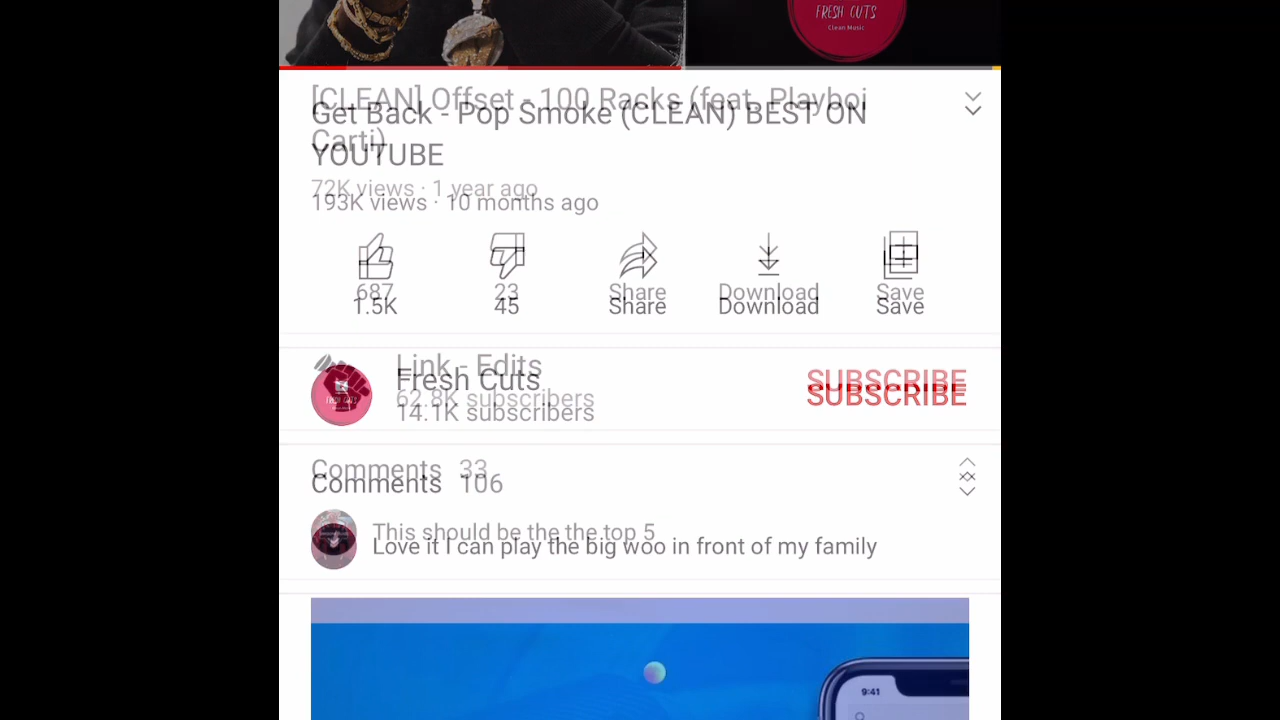 FRESH CUTS
Clean Music
[CLEAN] Offset - 100 Racks (feat. Playboi
Get Back - Pop Smoke (CLEAN) BEST ON
Carti)
YOUTUBE
72K views · 1 year ago
193K views · 10 months ago
687 23 Share Download Save
1.5K 45 Share Download Save
Link - Edits
Fresh Cuts
SUBSCRIBE
SUBSCRIBE
62.8K subscribers
14.1K subscribers
Comments 33
Comments 106
This should be the the top 5
Love it I can play the big woo in front of my family
9:41